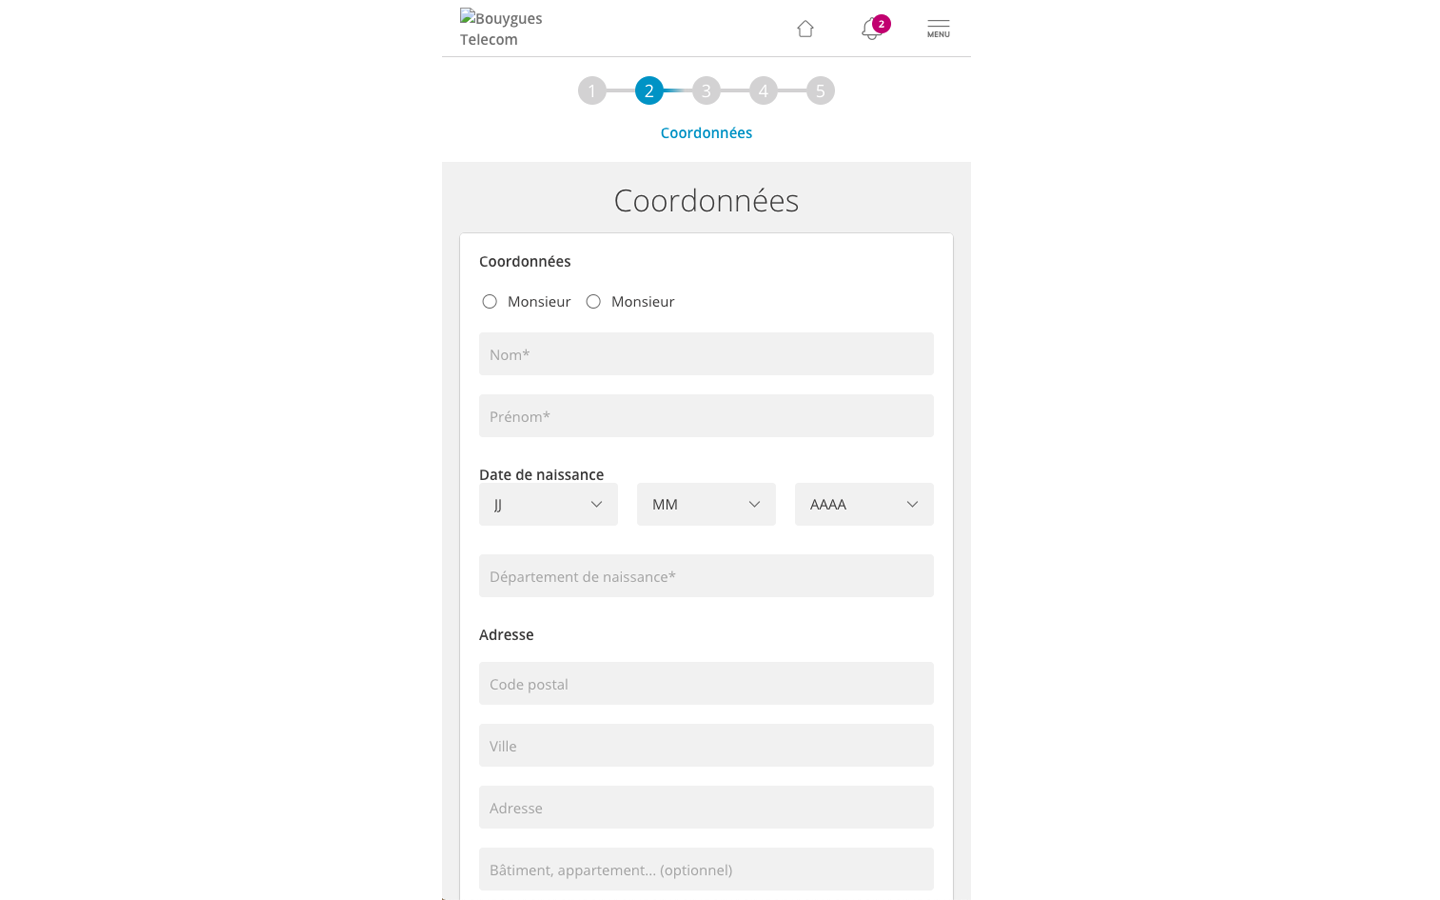 Bouygues
Telecom
2
MENU
1 2 3 4 5
Coordonnées
Coordonnées
Coordonnées
Monsieur Monsieur
Nom*
Prénom*
Date de naissance
JJ MM AAAA
Département de naissance*
Adresse
Code postal
Ville
Adresse
Bâtiment, appartement... (optionnel)